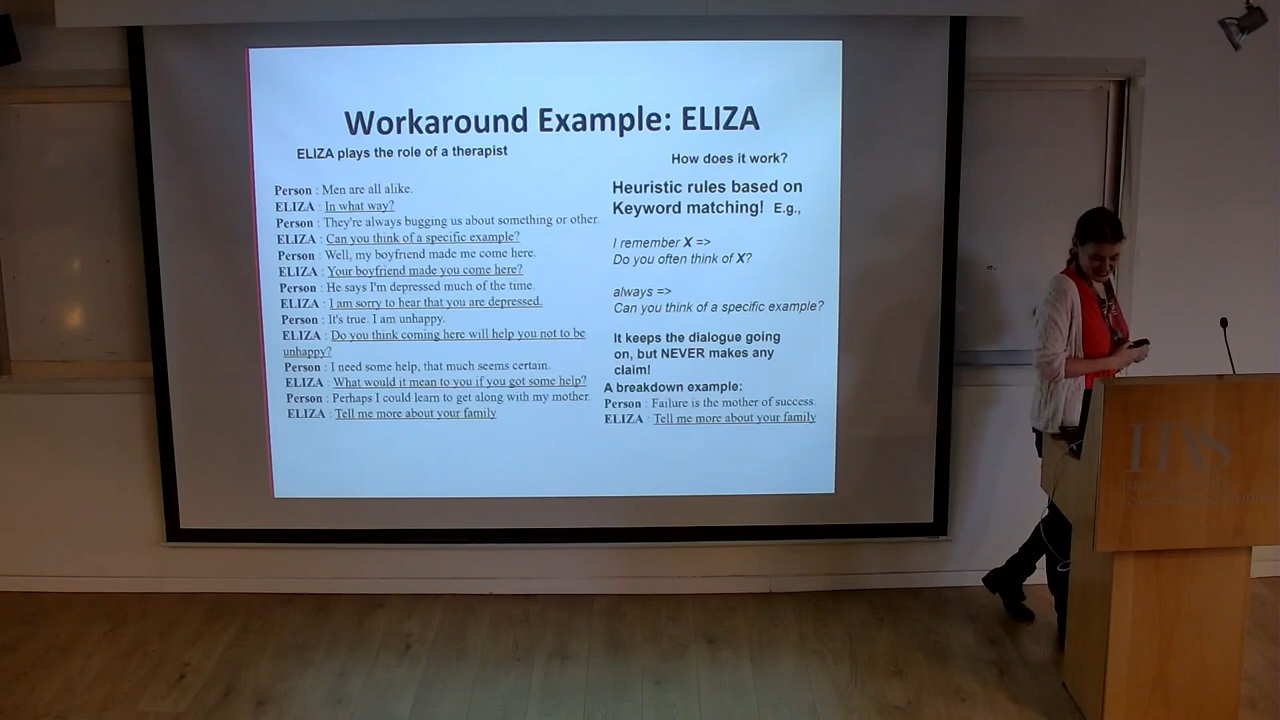 Workaround Example: ELIZA
ELIZA plays the role of a therapist
Person : Men are all alike.
ELIZA : In what way?
Person : They're always bugging us about something or other.
ELIZA : Can you think of a specific example?
Person : Well, my boyfriend made me come here.
ELIZA : Your boyfriend made you come here?
Person : He says I'm depressed much of the time.
ELIZA : I am sorry to hear that you are depressed.
Person : It's true. I am unhappy.
ELIZA : Do you think coming here will help you not to be
unhappy?
Person : I need some help, that much seems certain.
ELIZA : What would it mean to you if you got some help?
Person : Perhaps I could learn to get along with my mother.
ELIZA : Tell me more about your family
How does it work?
Heuristic rules based on
Keyword matching! E.g.,
I remember X =>
Do you often think of X?
always =>
Can you think of a specific example?
It keeps the dialogue going
on, but NEVER makes any
claim!
A breakdown example:
Person : Failure is the mother of success.
ELIZA : Tell me more about your family